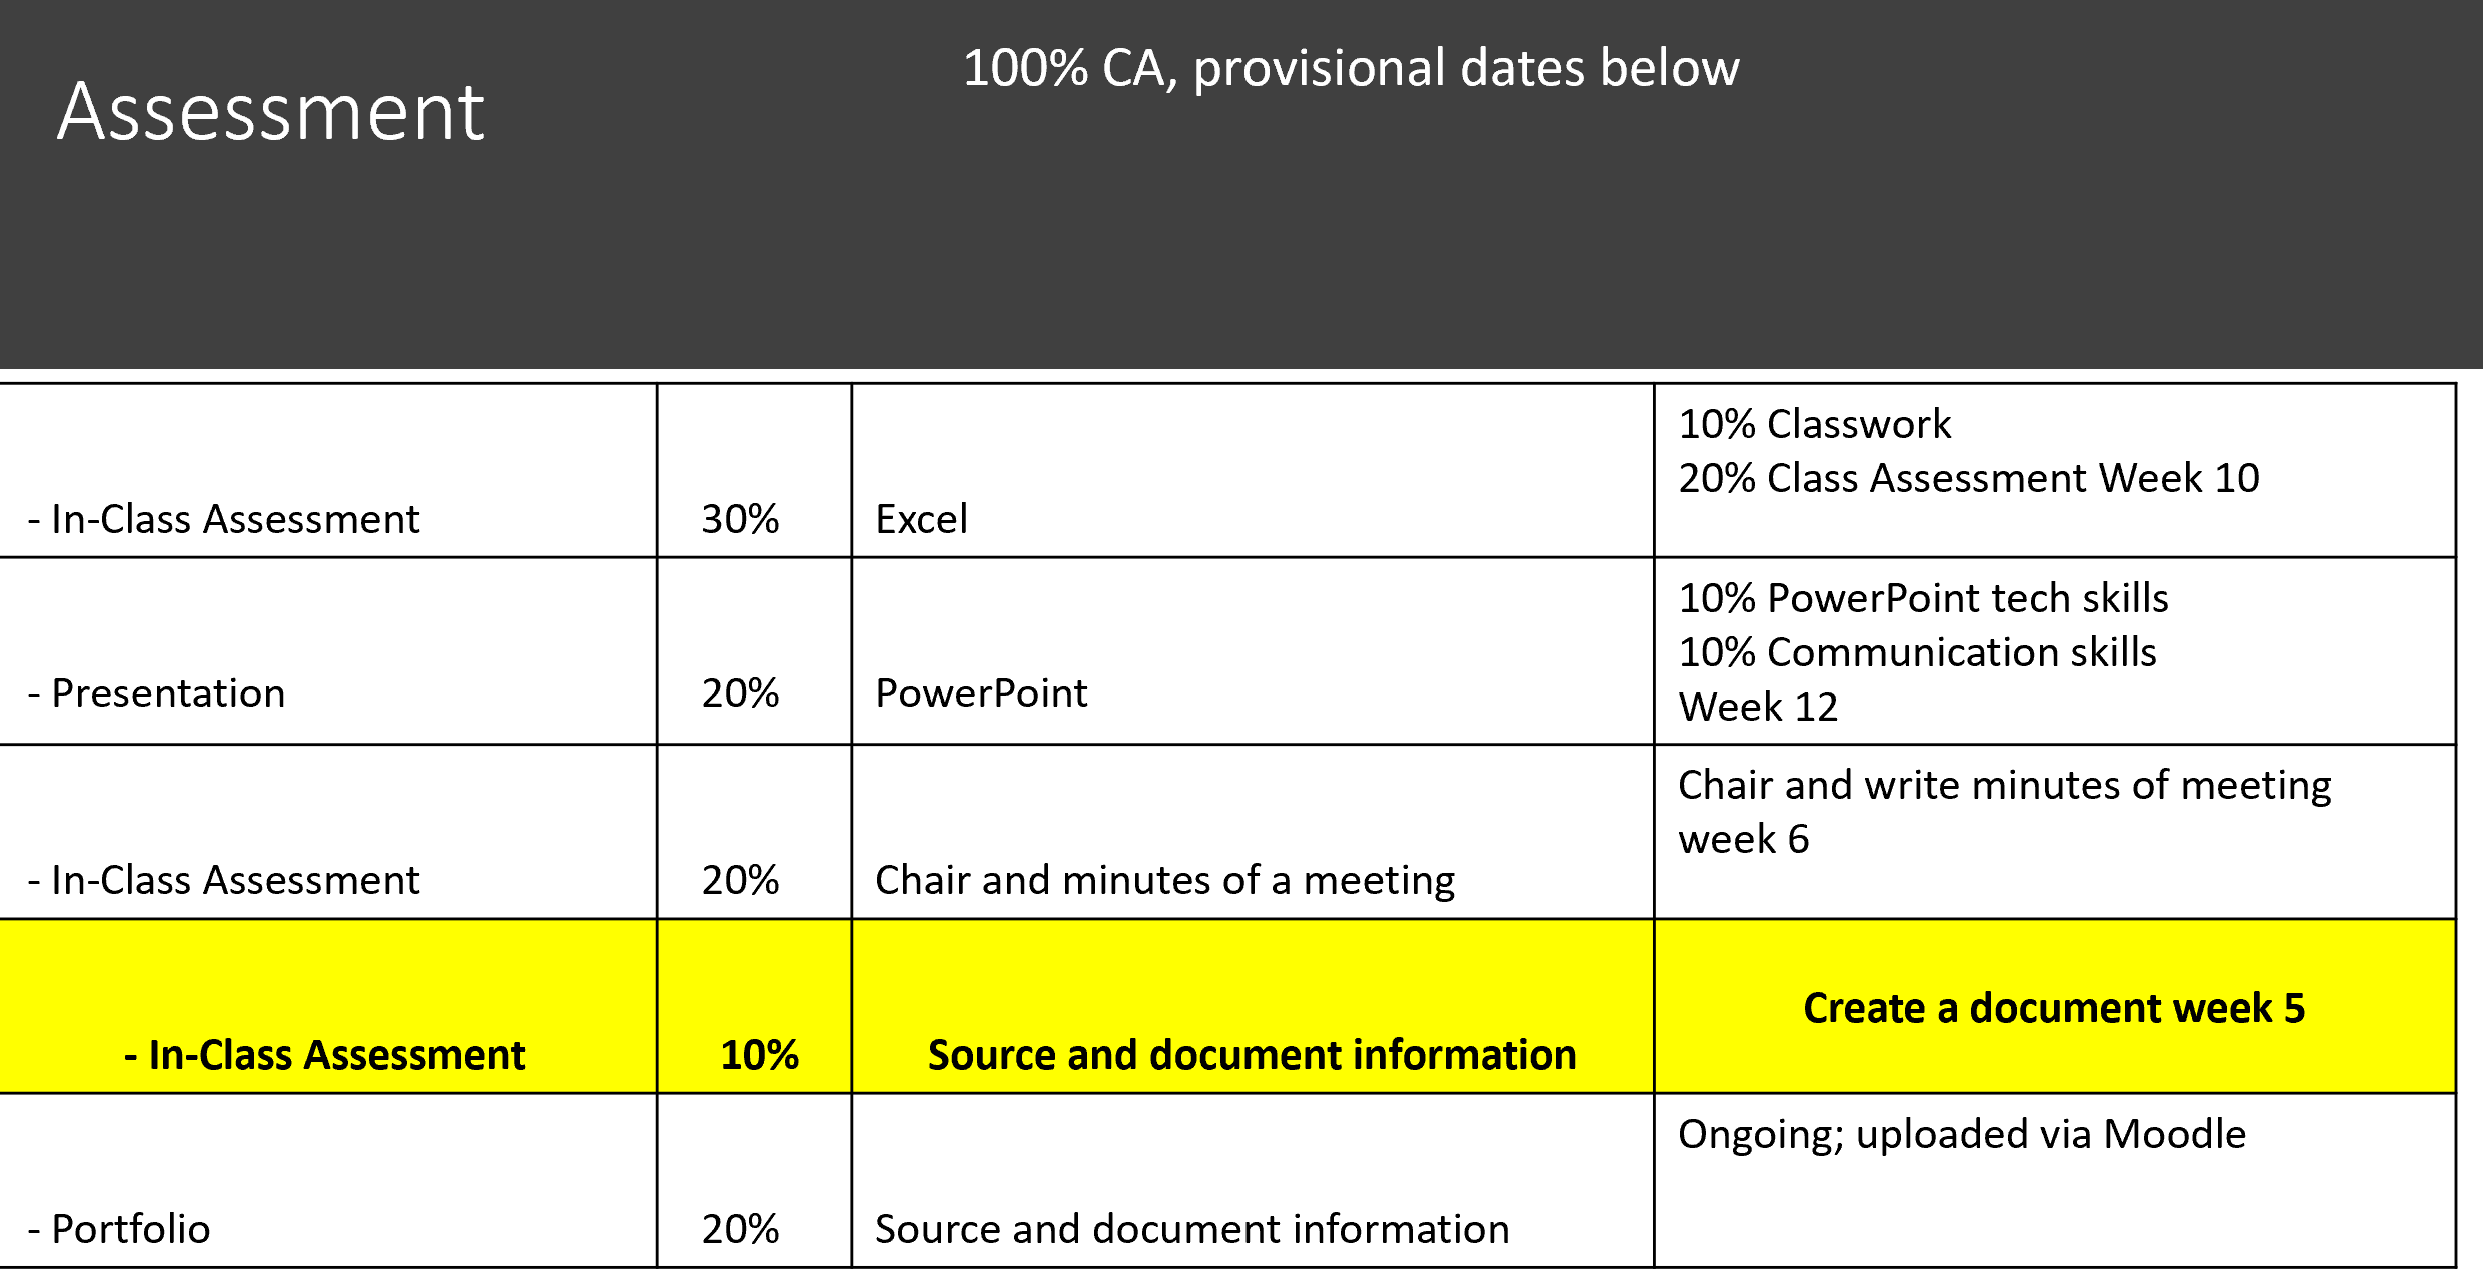 Assessment
100% CA, provisional dates below
- In-Class Assessment
30%
Excel
10% Classwork
20% Class Assessment Week 10
- Presentation
20%
PowerPoint
10% PowerPoint tech skills
10% Communication skills
Week 12
- In-Class Assessment
20%
Chair and minutes of a meeting
Chair and write minutes of meeting
week 6
- In-Class Assessment
10%
Source and document information
Create a document week 5
- Portfolio
20%
Source and document information
Ongoing; uploaded via Moodle